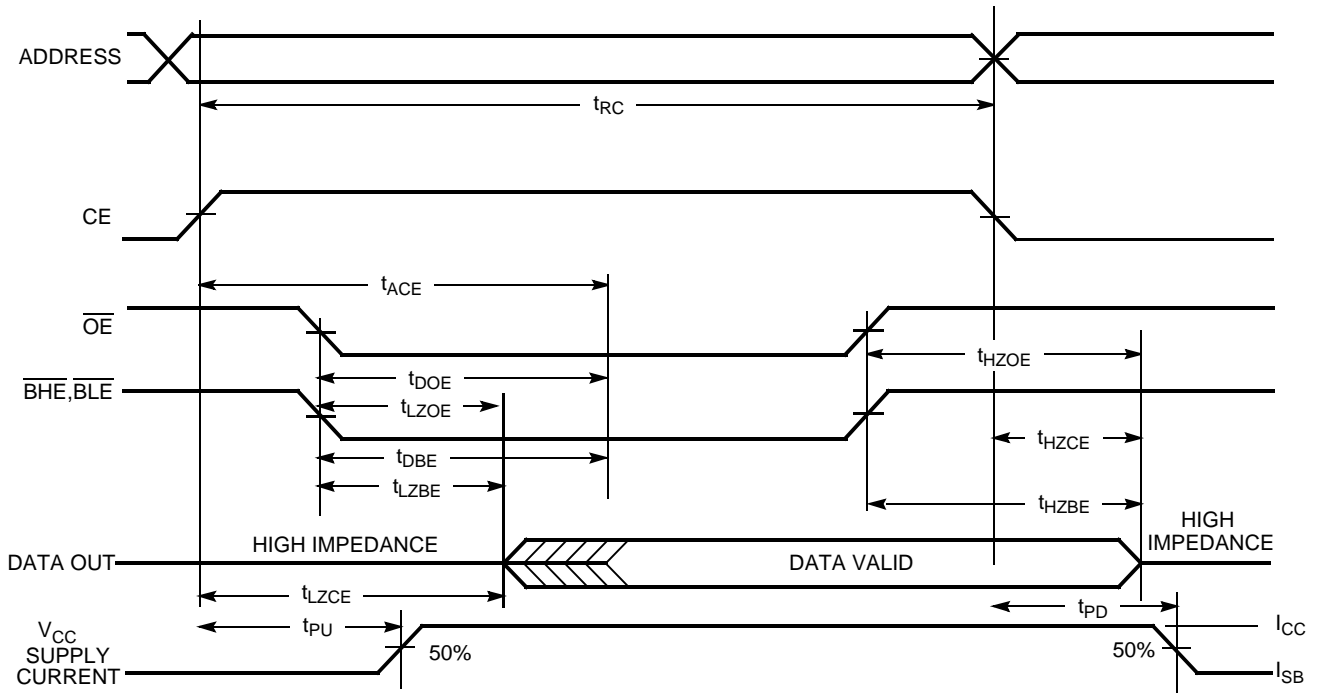 ADDRESS
tRC
CE
tACE
OE
tHZOE
tDOE
BHE,BLE
tLZOE
tHZCE
tDBE
tLZBE
tHZBE
HIGH IMPEDANCE
HIGH
IMPEDANCE
DATA OUT
DATA VALID
tLZCE
tPD
tPU
VCC
SUPPLY
CURRENT
50%
50%
ICC
ISB